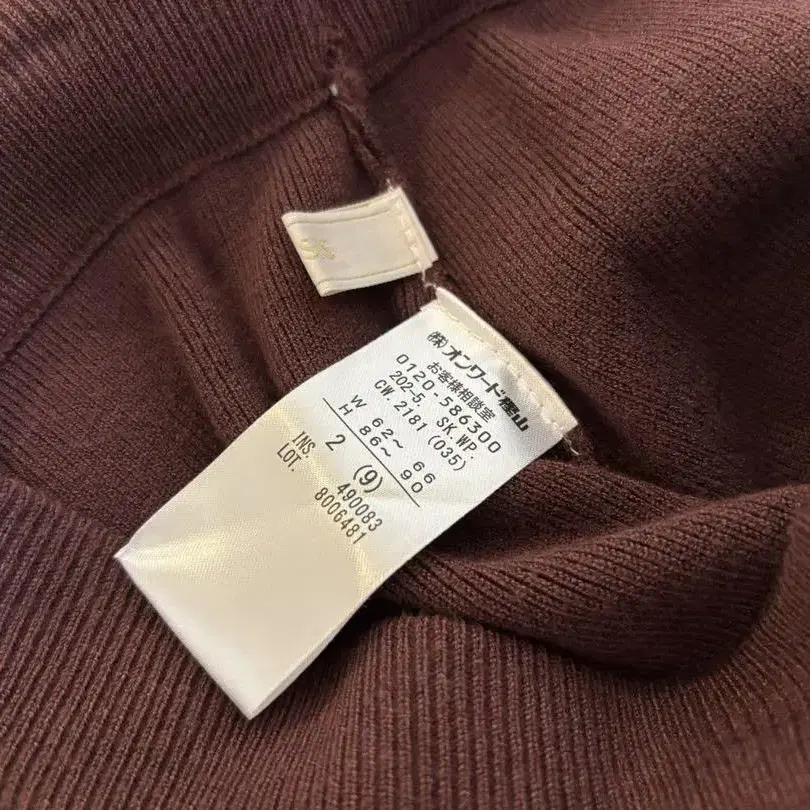 ㈱オンワード樫山
お客様相談室
0120-586300
202-5. SK.WP.
CW.2181 (035)
W 62~ 66
H 86~ 90
2 (9)
INS. 490083
LOT. 8006481